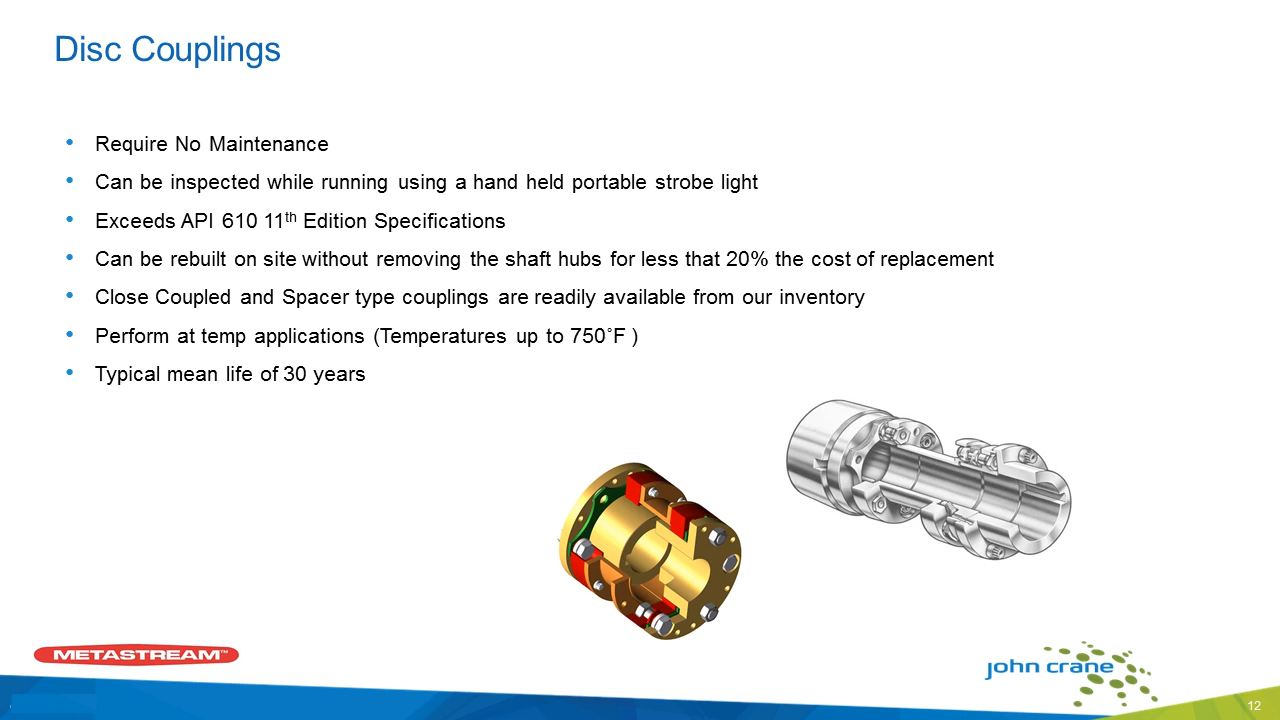 Disc Couplings
• Require No Maintenance
• Can be inspected while running using a hand held portable strobe light
• Exceeds API 610 11th Edition Specifications
• Can be rebuilt on site without removing the shaft hubs for less that 20% the cost of replacement
• Close Coupled and Spacer type couplings are readily available from our inventory
• Perform at temp applications (Temperatures up to 750˚F )
• Typical mean life of 30 years
METASTREAM™
john crane
12